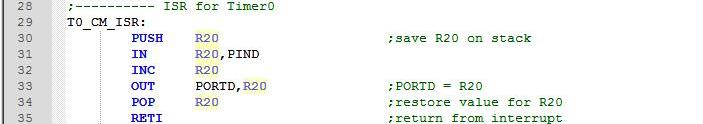 28 ;---------- ISR for Timer0
29 T0_CM_ISR:
30 PUSH R20 ;save R20 on stack
31 IN R20,PIND
32 INC R20
33 OUT PORTD,R20 ;PORTD = R20
34 POP R20 ;restore value for R20
35 RETI ;return from interrupt